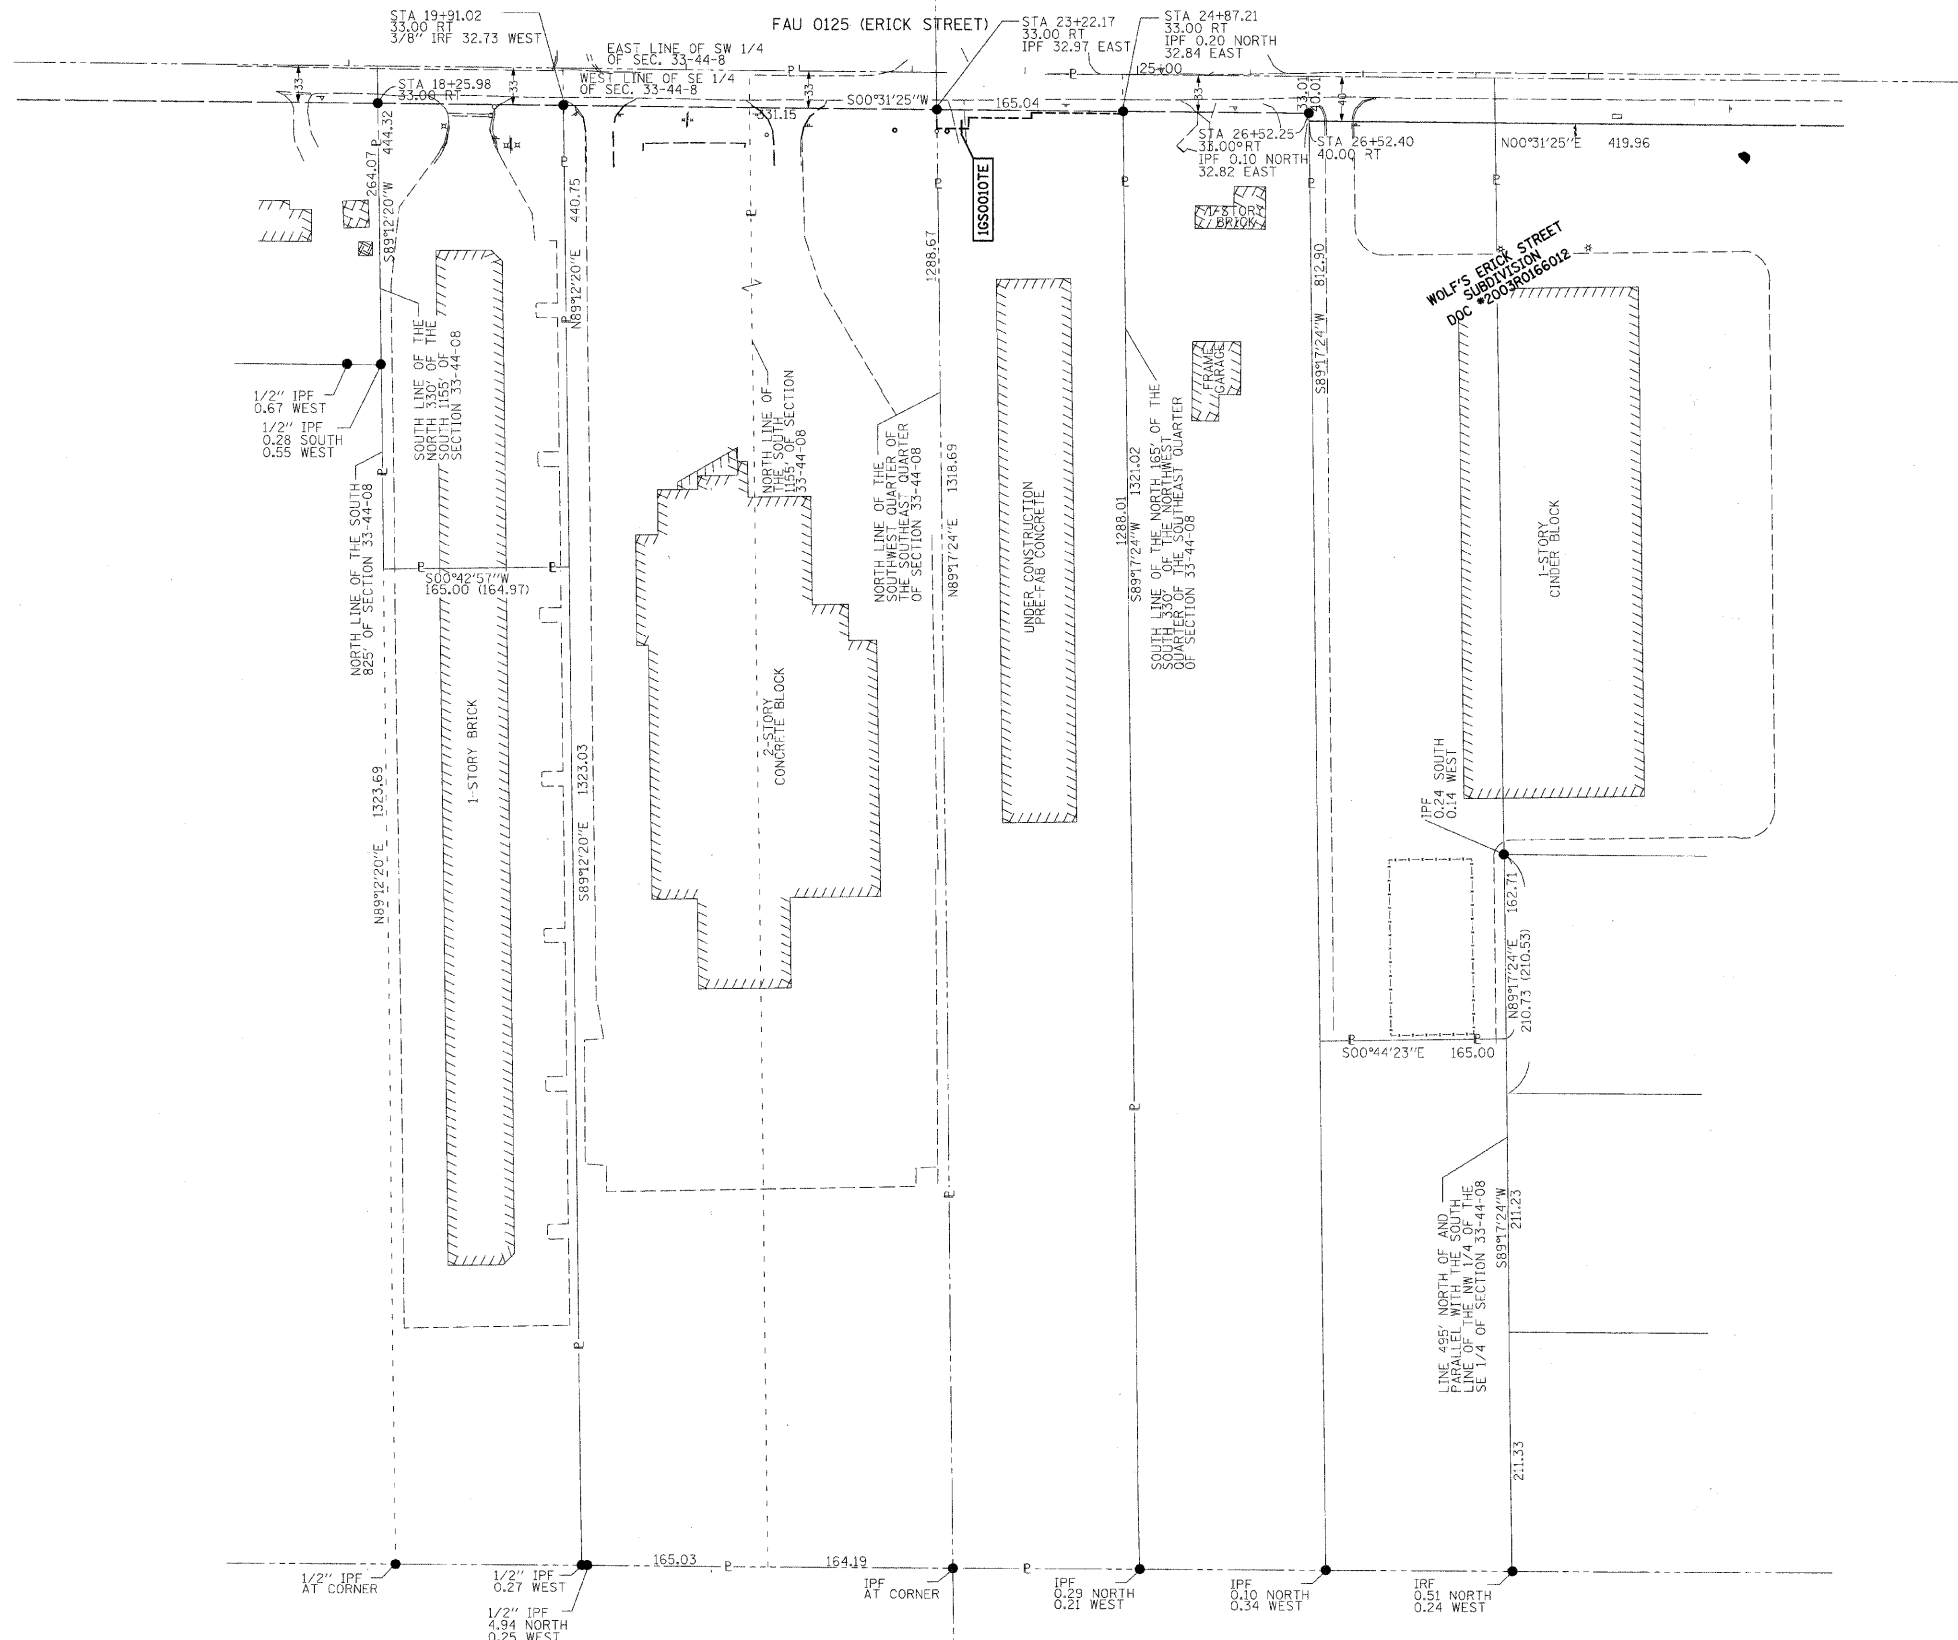 STA 19+91.02
33.00 RT
3/8" IRF 32.73 WEST
FAU 0125 (ERICK STREET)
STA 23+22.17
33.00 RT
IPF 32.97 EAST
STA 24+87.21
33.00 RT
IPF 0.20 NORTH
32.84 EAST
EAST LINE OF SW 1/4
OF SEC. 33-44-8
WEST LINE OF SE 1/4
OF SEC. 33-44-8
25+00
33
33
33
33
33.01
40.01
40
STA 18+25.98
33.00 RT
S00°31'25"W
165.04
331.15
STA 26+52.25
33.00 RT
IPF 0.10 NORTH
32.82 EAST
STA 26+52.40
40.00 RT
N00°31'25"E 419.96
444.32
264.07
S89°12'20"W
440.75
N89°12'20"E
1GS0010TE
1288.67
1-STORY
BRICK
812.90
S89°17'24"W
WOLF'S ERICK STREET
SUBDIVISION
DOC #2003R0166012
1/2" IPF
0.67 WEST
1/2" IPF
0.28 SOUTH
0.55 WEST
SOUTH LINE OF THE
NORTH 330' OF THE
SOUTH 1155' OF
SECTION 33-44-08
NORTH LINE OF
THE SOUTH
1155' OF SECTION
33-44-08
NORTH LINE OF THE
SOUTHWEST QUARTER OF
THE SOUTHEAST QUARTER
OF SECTION 33-44-08
N89°17'24"E 1318.69
UNDER CONSTRUCTION
PRE-FAB CONCRETE
1288.01
S89°17'24"W 1321.02
SOUTH LINE OF THE NORTH 165' OF THE
SOUTH 330' OF THE NORTHWEST
QUARTER OF THE SOUTHEAST QUARTER
OF SECTION 33-44-08
FRAME
GARAGE
1-STORY
CINDER BLOCK
NORTH LINE OF THE SOUTH
825' OF SECTION 33-44-08
S00°42'57"W
165.00 (164.97)
1-STORY BRICK
2-STORY
CONCRETE BLOCK
N89°12'20"E 1323.69
S89°12'20"E 1323.03
IPF
0.24 SOUTH
0.14 WEST
162.71
N89°17'24"E
210.73 (210.53)
S00°44'23"E 165.00
LINE 495' NORTH OF AND
PARALLEL WITH THE SOUTH
LINE OF THE NW 1/4 OF THE
SE 1/4 OF SECTION 33-44-08
S89°17'24"W
211.23
211.33
1/2" IPF
AT CORNER
1/2" IPF
0.27 WEST
1/2" IPF
4.94 NORTH
0.25 WEST
165.03
164.19
IPF
AT CORNER
IPF
0.29 NORTH
0.21 WEST
IPF
0.10 NORTH
0.34 WEST
IRF
0.51 NORTH
0.24 WEST